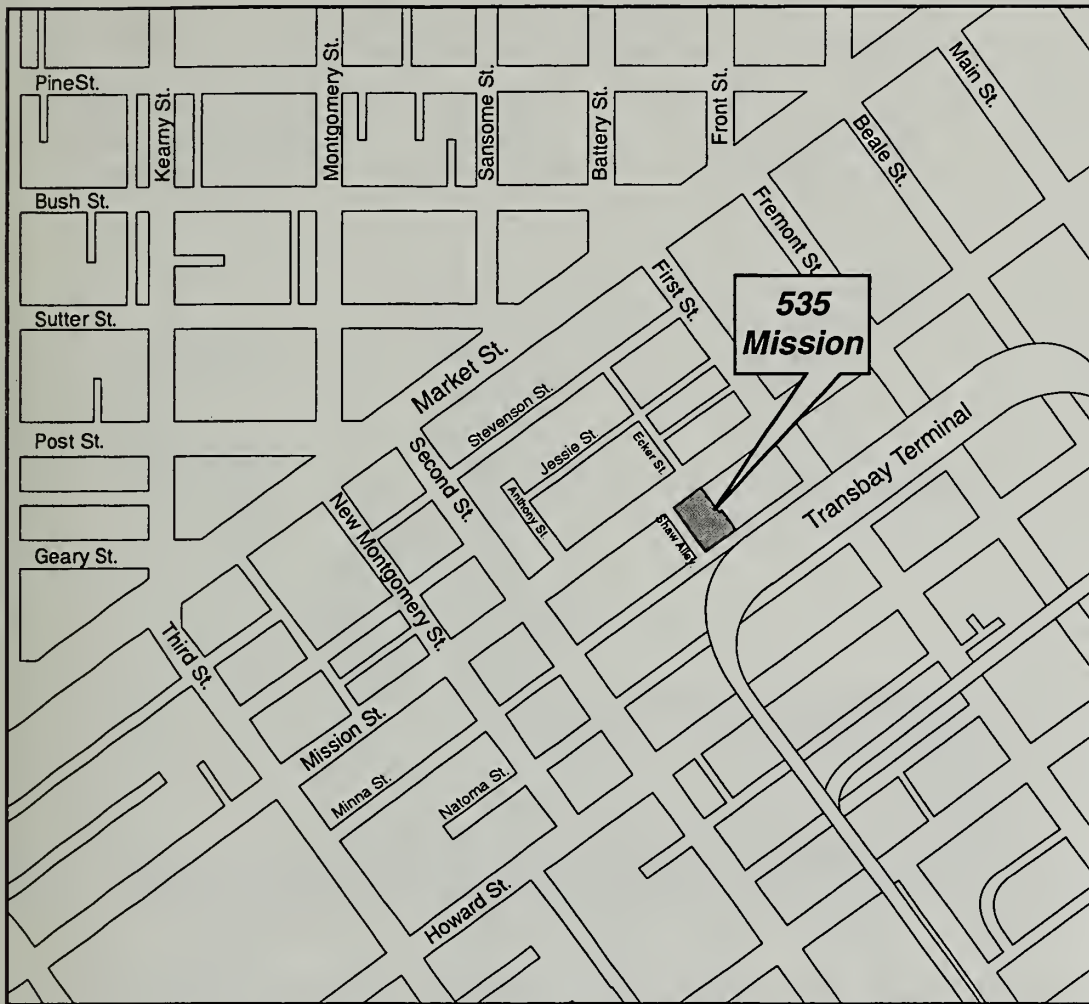 Pine St.
Kearny St.
Montgomery St.
Sansome St.
Battery St.
Front St.
Main St.
Beale St.
Fremont St.
First St.
Bush St.
Sutter St.
Post St.
Geary St.
535
Mission
Market St.
Stevenson St.
Jessie St.
Ecker St.
Anthony St.
Second St.
New Montgomery St.
Shaw Alley
Transbay Terminal
Third St.
Mission St.
Minna St.
Natoma St.
Howard St.